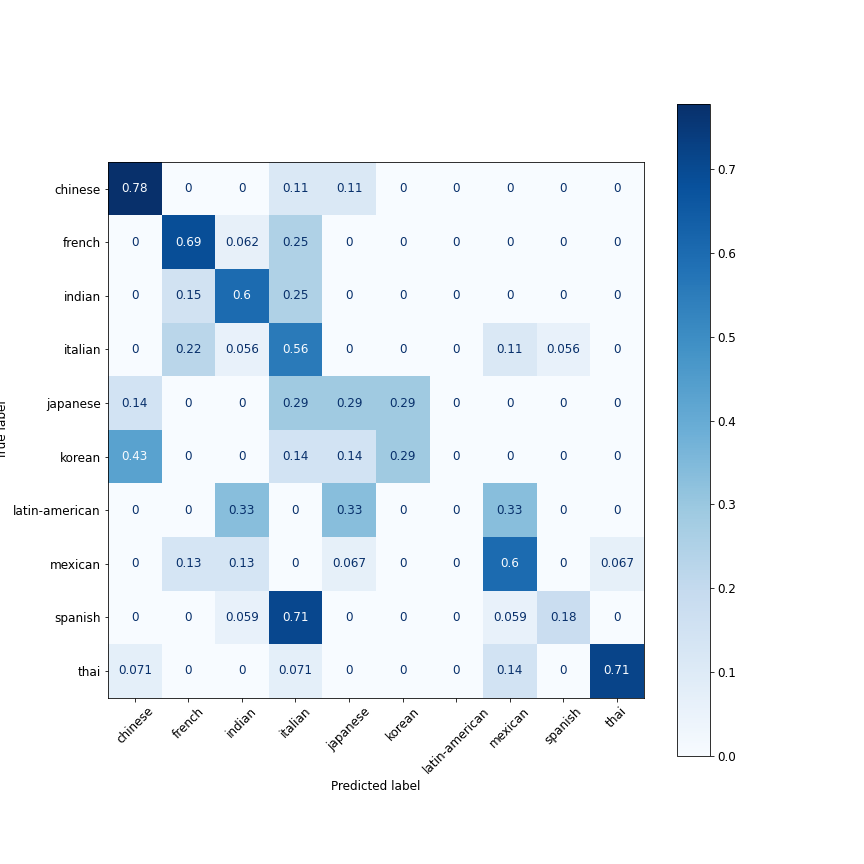 chinese 0.78 0 0 0.11 0.11 0 0 0 0 0
french 0 0.69 0.062 0.25 0 0 0 0 0 0
indian 0 0.15 0.6 0.25 0 0 0 0 0 0
italian 0 0.22 0.056 0.56 0 0 0 0.11 0.056 0
japanese 0.14 0 0 0.29 0.29 0.29 0 0 0 0
korean 0.43 0 0 0.14 0.14 0.29 0 0 0 0
latin-american 0 0 0.33 0 0.33 0 0 0.33 0 0
mexican 0 0.13 0.13 0 0.067 0 0 0.6 0 0.067
spanish 0 0 0.059 0.71 0 0 0 0.059 0.18 0
thai 0.071 0 0 0.071 0 0 0 0.14 0 0.71
chinese french indian italian japanese korean latin-american mexican spanish thai
Predicted label
label
0.7
0.6
0.5
0.4
0.3
0.2
0.1
0.0